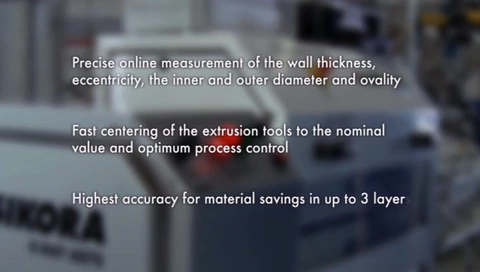 Precise online measurement of the wall thickness,
eccentricity, the inner and outer diameter and ovality
Fast centering of the extrusion tools to the nominal
value and optimum process control
Highest accuracy for material savings in up to 3 layers
SIKORA